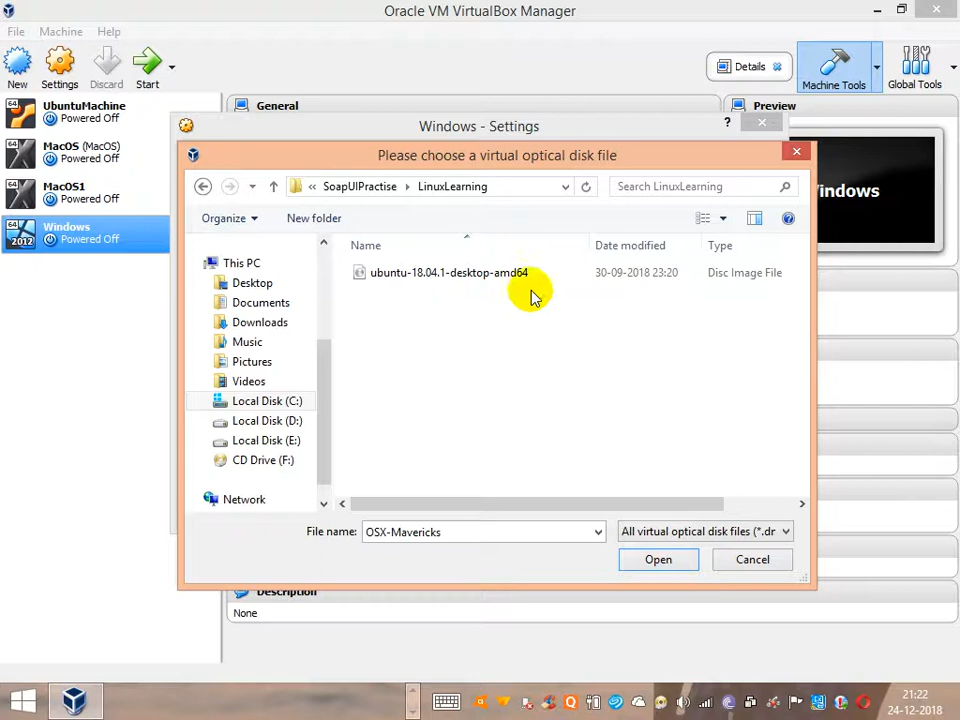 Oracle VM VirtualBox Manager
File Machine Help
New Settings Discard Start
Details
Machine Tools
Global Tools
64 UbuntuMachine
Powered Off
64 MacOS (MacOS)
Powered Off
64 MacOS1
Powered Off
64 2012 Windows
Powered Off
General
Preview
Windows - Settings
?
Windows
Please choose a virtual optical disk file
« SoapUIPractise LinuxLearning
Search LinuxLearning
Organize New folder
Name Date modified Type
ubuntu-18.04.1-desktop-amd64 30-09-2018 23:20 Disc Image File
This PC
Desktop
Documents
Downloads
Music
Pictures
Videos
Local Disk (C:)
Local Disk (D:)
Local Disk (E:)
CD Drive (F:)
Network
File name: OSX-Mavericks
All virtual optical disk files (*.dr
Open Cancel
Description
None
21:22
24-12-2018